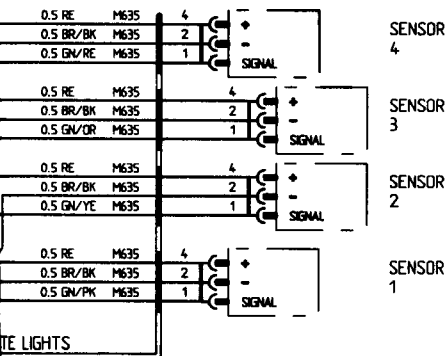 0.5 RE M635 4 +
0.5 BR/BK M635 2 -
0.5 GN/RE M635 1 SIGNAL
SENSOR
4
0.5 RE M635 4 +
0.5 BR/BK M635 2 -
0.5 GN/OR M635 1 SIGNAL
SENSOR
3
0.5 RE M635 4 +
0.5 BR/BK M635 2 -
0.5 GN/YE M635 1 SIGNAL
SENSOR
2
0.5 RE M635 4 +
0.5 BR/BK M635 2 -
0.5 GN/PK M635 1 SIGNAL
SENSOR
1
TE LIGHTS